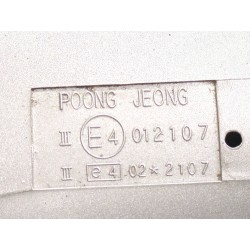 POONG JEONG
III E4 012107
III e4 02*2107